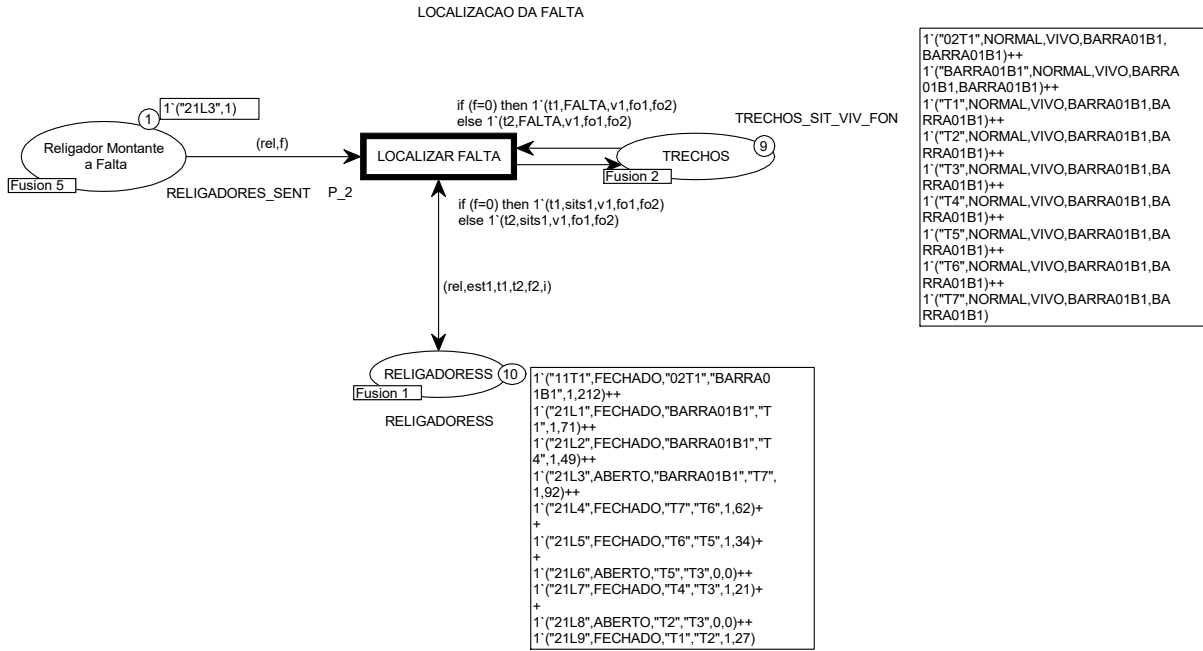 LOCALIZACAO DA FALTA
1`("21L3",1)
1
Religador Montante
a Falta
Fusion 5
RELIGADORES_SENT
(rel,f)
P_2
LOCALIZAR FALTA
if (f=0) then 1`(t1,FALTA,v1,fo1,fo2)
else 1`(t2,FALTA,v1,fo1,fo2)
TRECHOS_SIT_VIV_FON
9
TRECHOS
Fusion 2
if (f=0) then 1`(t1,sits1,v1,fo1,fo2)
else 1`(t2,sits1,v1,fo1,fo2)
1`("02T1",NORMAL,VIVO,BARRA01B1,
BARRA01B1)++
1`("BARRA01B1",NORMAL,VIVO,BARRA
01B1,BARRA01B1)++
1`("T1",NORMAL,VIVO,BARRA01B1,BA
RRA01B1)++
1`("T2",NORMAL,VIVO,BARRA01B1,BA
RRA01B1)++
1`("T3",NORMAL,VIVO,BARRA01B1,BA
RRA01B1)++
1`("T4",NORMAL,VIVO,BARRA01B1,BA
RRA01B1)++
1`("T5",NORMAL,VIVO,BARRA01B1,BA
RRA01B1)++
1`("T6",NORMAL,VIVO,BARRA01B1,BA
RRA01B1)++
1`("T7",NORMAL,VIVO,BARRA01B1,BA
RRA01B1)
(rel,est1,t1,t2,f2,i)
RELIGADORESS
10
Fusion 1
RELIGADORESS
1`("11T1",FECHADO,"02T1","BARRA0
1B1",1,212)++
1`("21L1",FECHADO,"BARRA01B1","T
1",1,71)++
1`("21L2",FECHADO,"BARRA01B1","T
4",1,49)++
1`("21L3",ABERTO,"BARRA01B1","T7",
1,92)++
1`("21L4",FECHADO,"T7","T6",1,62)+
+
1`("21L5",FECHADO,"T6","T5",1,34)+
+
1`("21L6",ABERTO,"T5","T3",0,0)++
1`("21L7",FECHADO,"T4","T3",1,21)+
+
1`("21L8",ABERTO,"T2","T3",0,0)++
1`("21L9",FECHADO,"T1","T2",1,27)